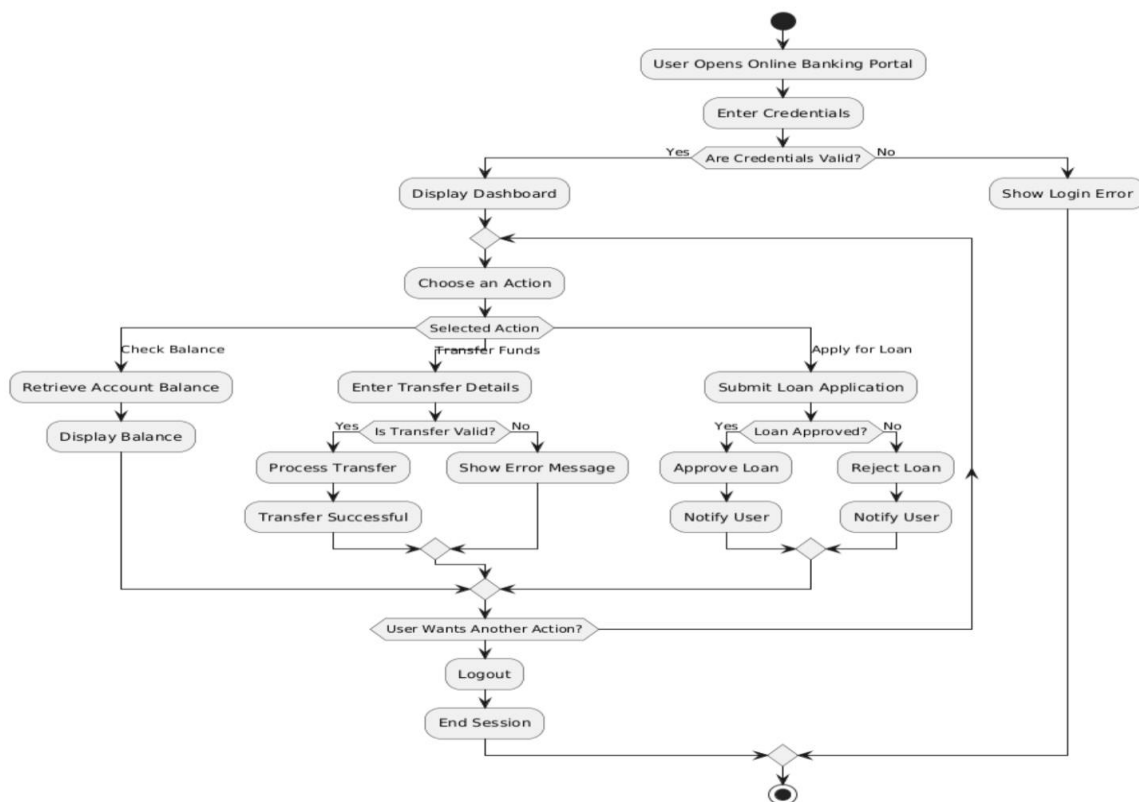 User Opens Online Banking Portal
Enter Credentials
Yes
Are Credentials Valid?
No
Display Dashboard
Show Login Error
Choose an Action
Selected Action
Check Balance
Transfer Funds
Apply for Loan
Retrieve Account Balance
Enter Transfer Details
Submit Loan Application
Display Balance
Yes
Is Transfer Valid?
No
Yes
Loan Approved?
No
Process Transfer
Show Error Message
Approve Loan
Reject Loan
Transfer Successful
Notify User
Notify User
User Wants Another Action?
Logout
End Session